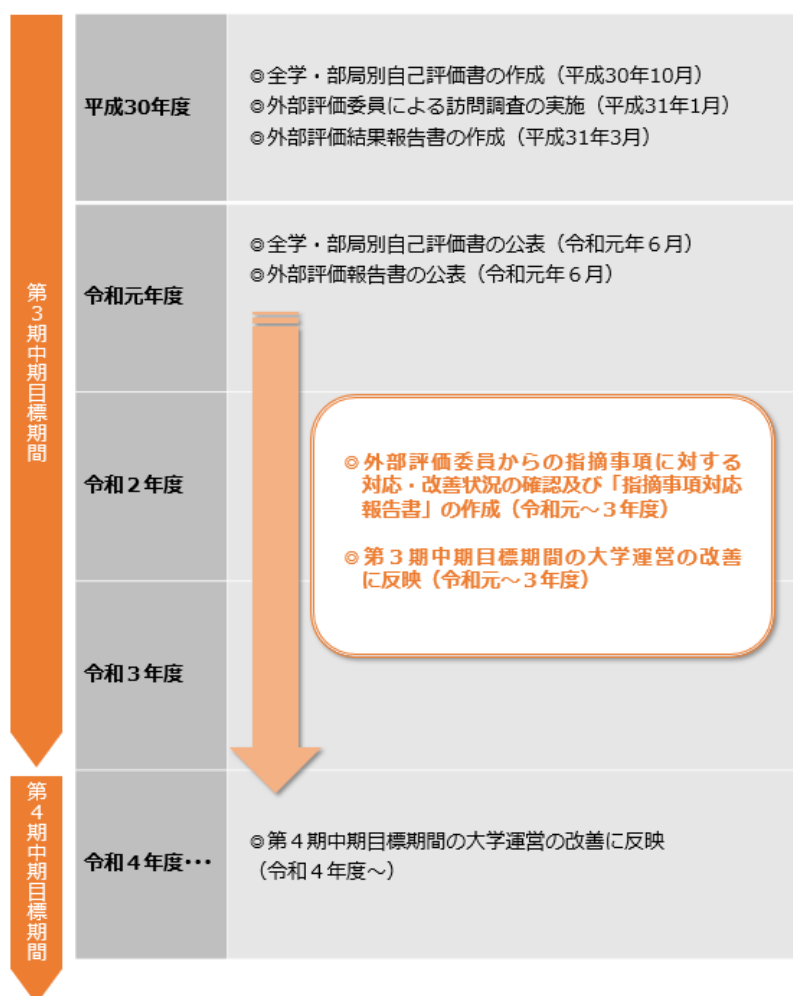 第3期中期目標期間
平成30年度
◎全学・部局別自己評価書の作成（平成30年10月）
◎外部評価委員による訪問調査の実施（平成31年1月）
◎外部評価結果報告書の作成（平成31年3月）
令和元年度
◎全学・部局別自己評価書の公表（令和元年６月）
◎外部評価報告書の公表（令和元年６月）
令和２年度
◎外部評価委員からの指摘事項に対する
対応・改善状況の確認及び「指摘事項対応
報告書」の作成（令和元～３年度）
◎第３期中期目標期間の大学運営の改善
に反映（令和元～３年度）
令和３年度
第4期中期目標期間
令和４年度･･･
◎第４期中期目標期間の大学運営の改善に反映
（令和４年度～）